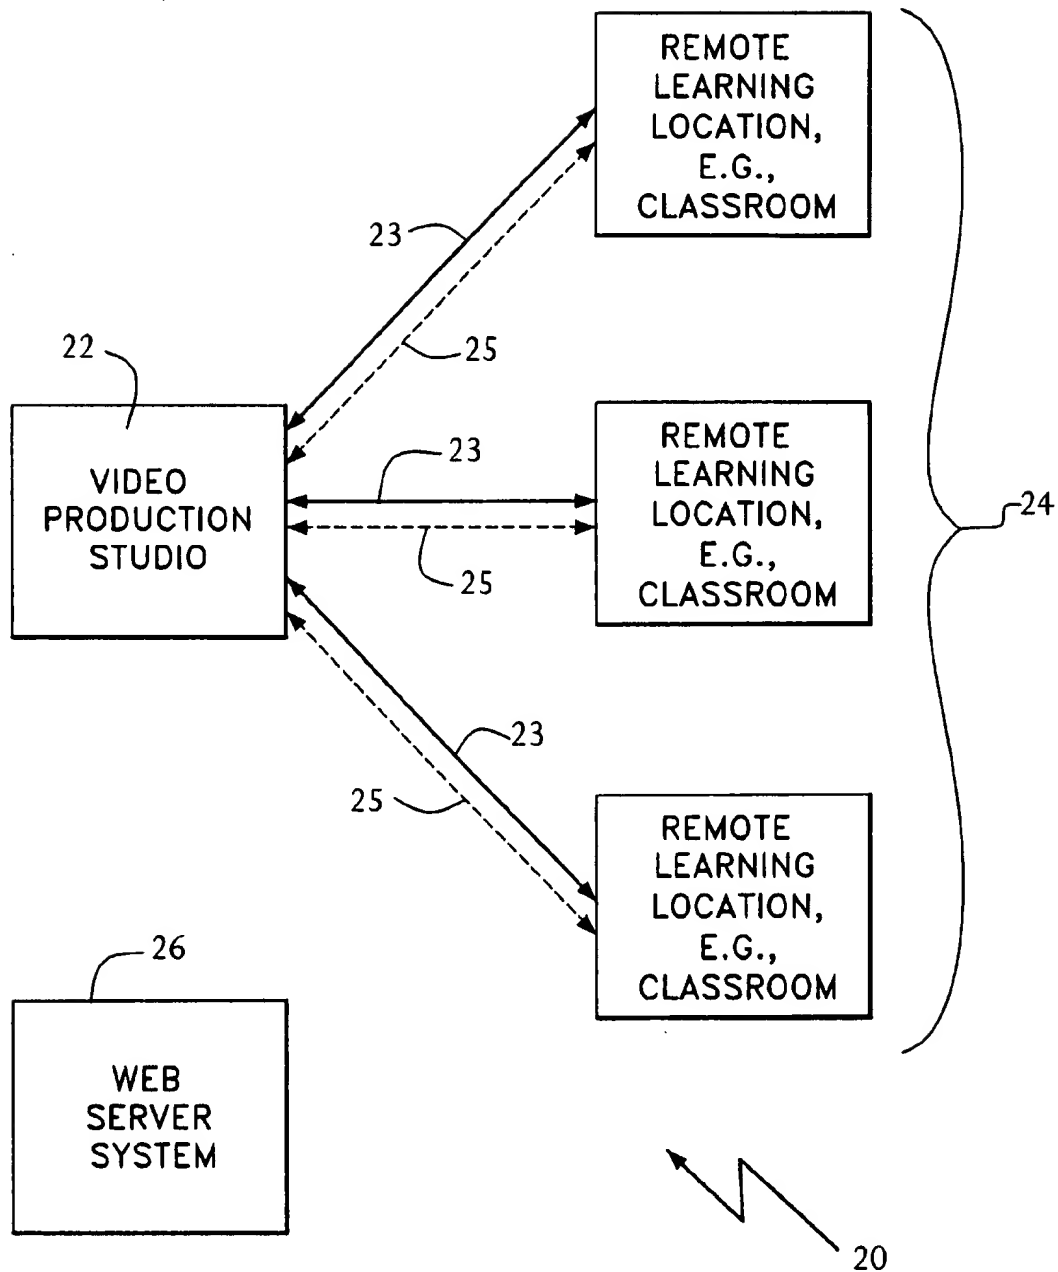 REMOTE
LEARNING
LOCATION,
E.G.,
CLASSROOM
23
25
22
VIDEO
PRODUCTION
STUDIO
23
25
REMOTE
LEARNING
LOCATION,
E.G.,
CLASSROOM
24
23
25
REMOTE
LEARNING
LOCATION,
E.G.,
CLASSROOM
26
WEB
SERVER
SYSTEM
20